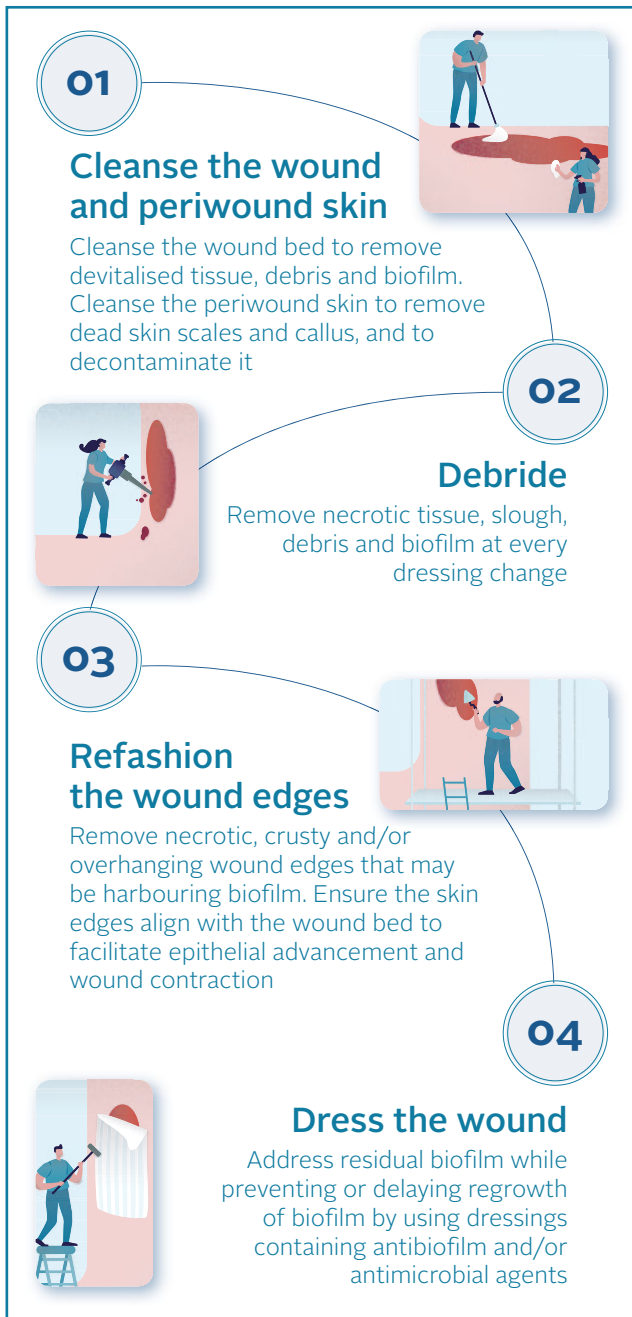 01
Cleanse the wound
and periwound skin
Cleanse the wound bed to remove
devitalised tissue, debris and biofilm.
Cleanse the periwound skin to remove
dead skin scales and callus, and to
decontaminate it
02
Debride
Remove necrotic tissue, slough,
debris and biofilm at every
dressing change
03
Refashion
the wound edges
Remove necrotic, crusty and/or
overhanging wound edges that may
be harbouring biofilm. Ensure the skin
edges align with the wound bed to
facilitate epithelial advancement and
wound contraction
04
Dress the wound
Address residual biofilm while
preventing or delaying regrowth
of biofilm by using dressings
containing antibiofilm and/or
antimicrobial agents